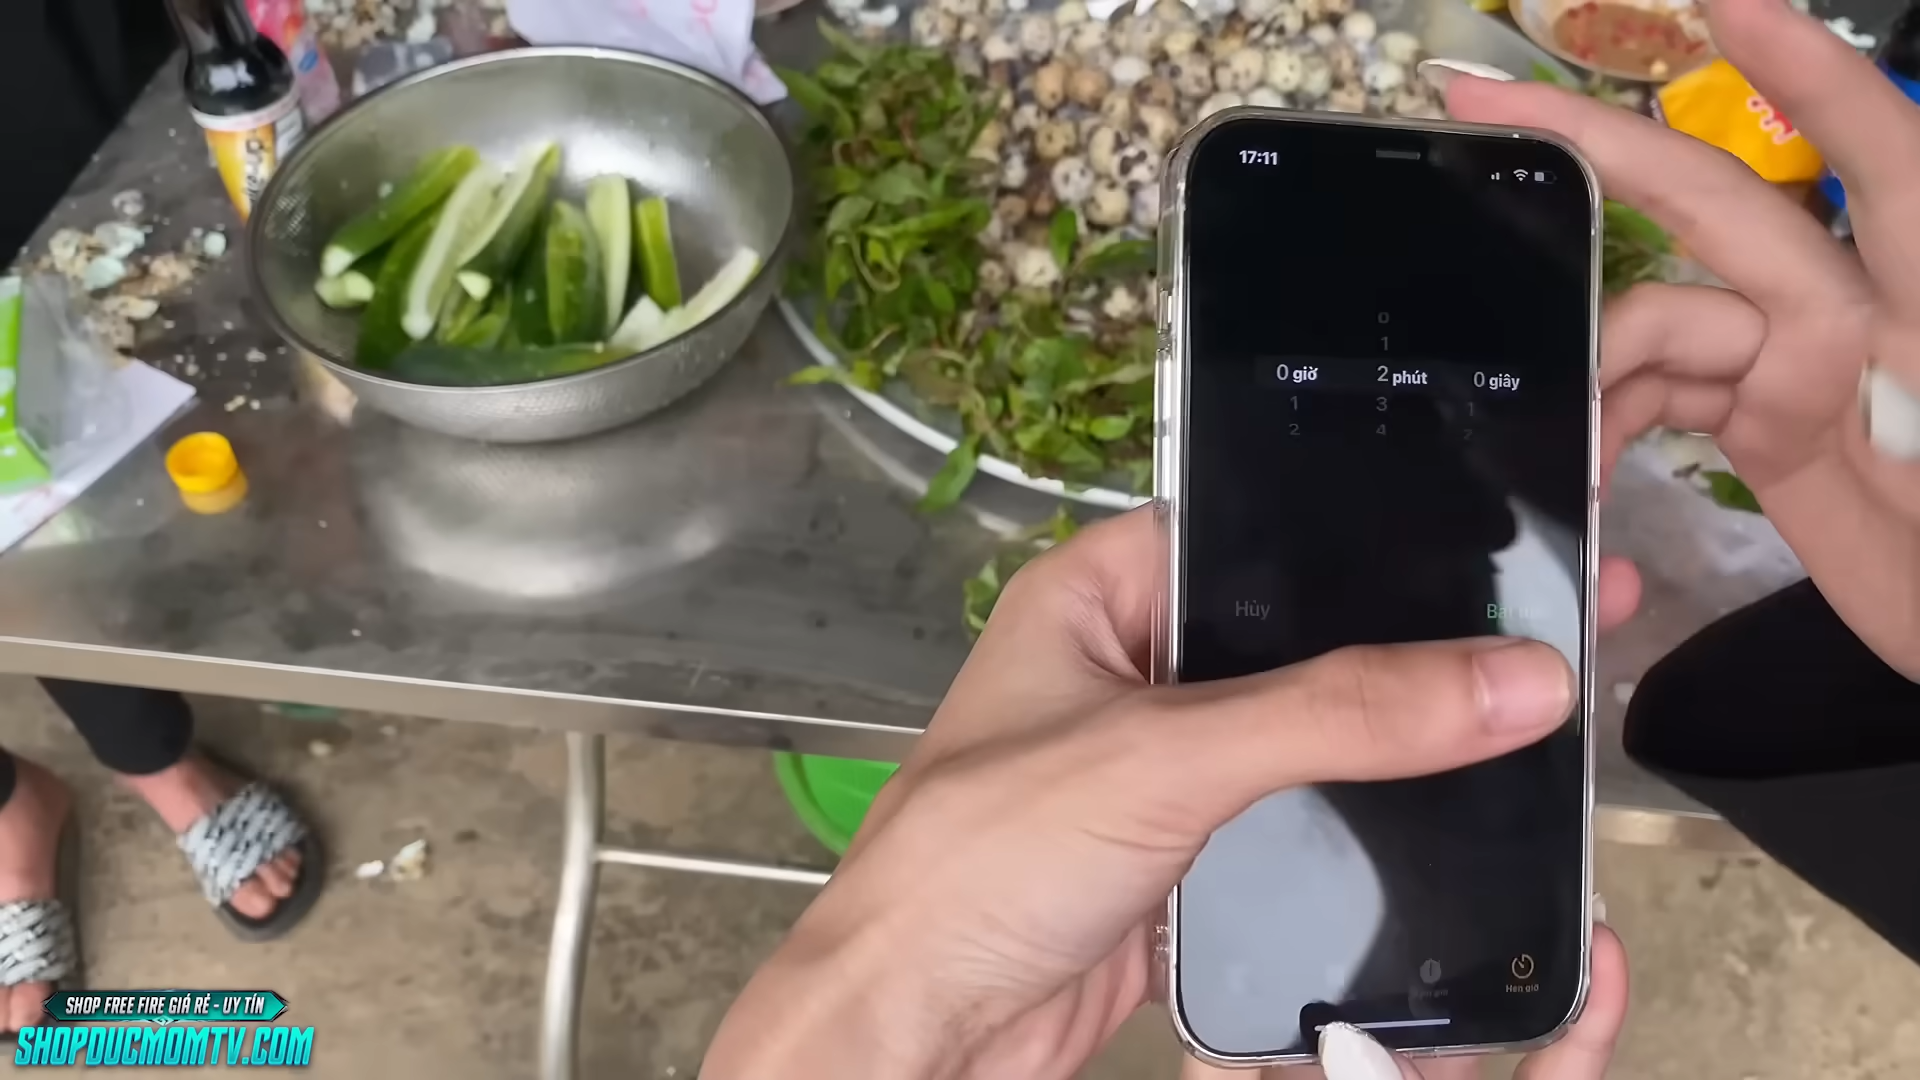 17:11
0
1
0 giờ
2 phút
0 giây
1
3
1
2
4
2
Hủy
Hẹn giờ
SHOP FREE FIRE GIÁ RẺ - UY TÍN
SHOPDUCMOMTV.COM